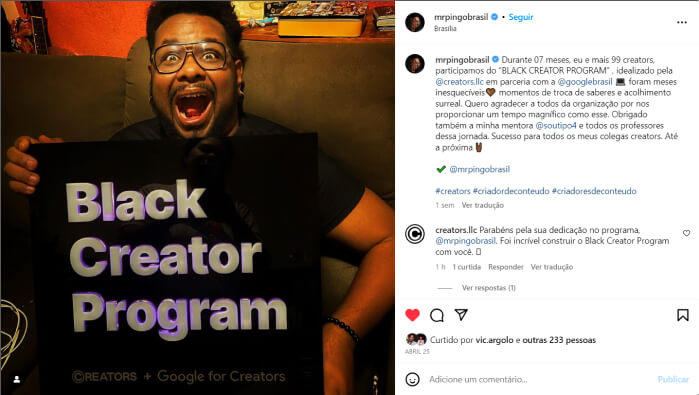 Black
Creator
Program
©REATORS + Google for Creators
mrpingobrasil • Seguir
Brasília
mrpingobrasil Durante 07 meses, eu e mais 99 creators,
participamos do "BLACK CREATOR PROGRAM" , idealizado pela
@creators.llc em parceria com a @googlebrasil 💻 foram meses
inesquecíveis🤎 momentos de troca de saberes e acolhimento
surreal. Quero agradecer a todos da organização por nos
proporcionar um tempo magnífico como esse. Obrigado
também a minha mentora @soutipo4 e todos os professores
dessa jornada. Sucesso para todos os meus colegas creators. Até
a próxima 🤘🏿
✔ @mrpingobrasil
#creators #criadordeconteudo #criadoresdeconteudo
1 sem Ver tradução
creators.llc Parabéns pela sua dedicação no programa,
@mrpingobrasil. Foi incrível construir o Black Creator Program
com você.
1 h 1 curtida Responder Ver tradução
Ver respostas (1)
Curtido por vic.argolo e outras 233 pessoas
ABRIL 25
Adicione um comentário... Publicar